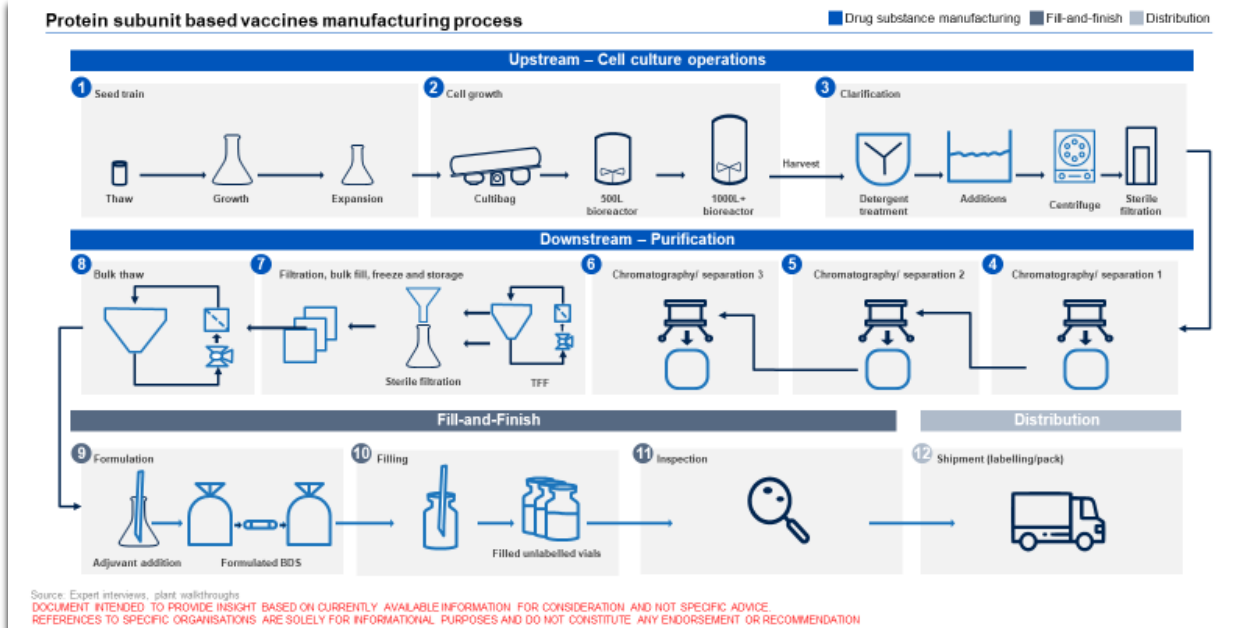 Protein subunit based vaccines manufacturing process
Drug substance manufacturing
Fill-and-finish
Distribution
Upstream – Cell culture operations
1
Seed train
Thaw
Growth
Expansion
2
Cell growth
Cultibag
500L
bioreactor
1000L+
bioreactor
Harvest
3
Clarification
Detergent
treatment
Additions
Centrifuge
Sterile
filtration
Downstream – Purification
8
Bulk thaw
7
Filtration, bulk fill, freeze and storage
Sterile filtration
TFF
6
Chromatography/ separation 3
5
Chromatography/ separation 2
4
Chromatography/ separation 1
Fill-and-Finish
Distribution
9
Formulation
Adjuvant addition
Formulated BDS
10
Filling
Filled unlabelled vials
11
Inspection
12
Shipment (labelling/pack)
Source: Expert interviews, plant walkthroughs
DOCUMENT INTENDED TO PROVIDE INSIGHT BASED ON CURRENTLY AVAILABLE INFORMATION FOR CONSIDERATION AND NOT SPECIFIC ADVICE.
REFERENCES TO SPECIFIC ORGANISATIONS ARE SOLELY FOR INFORMATIONAL PURPOSES AND DO NOT CONSTITUTE ANY ENDORSEMENT OR RECOMMENDATION